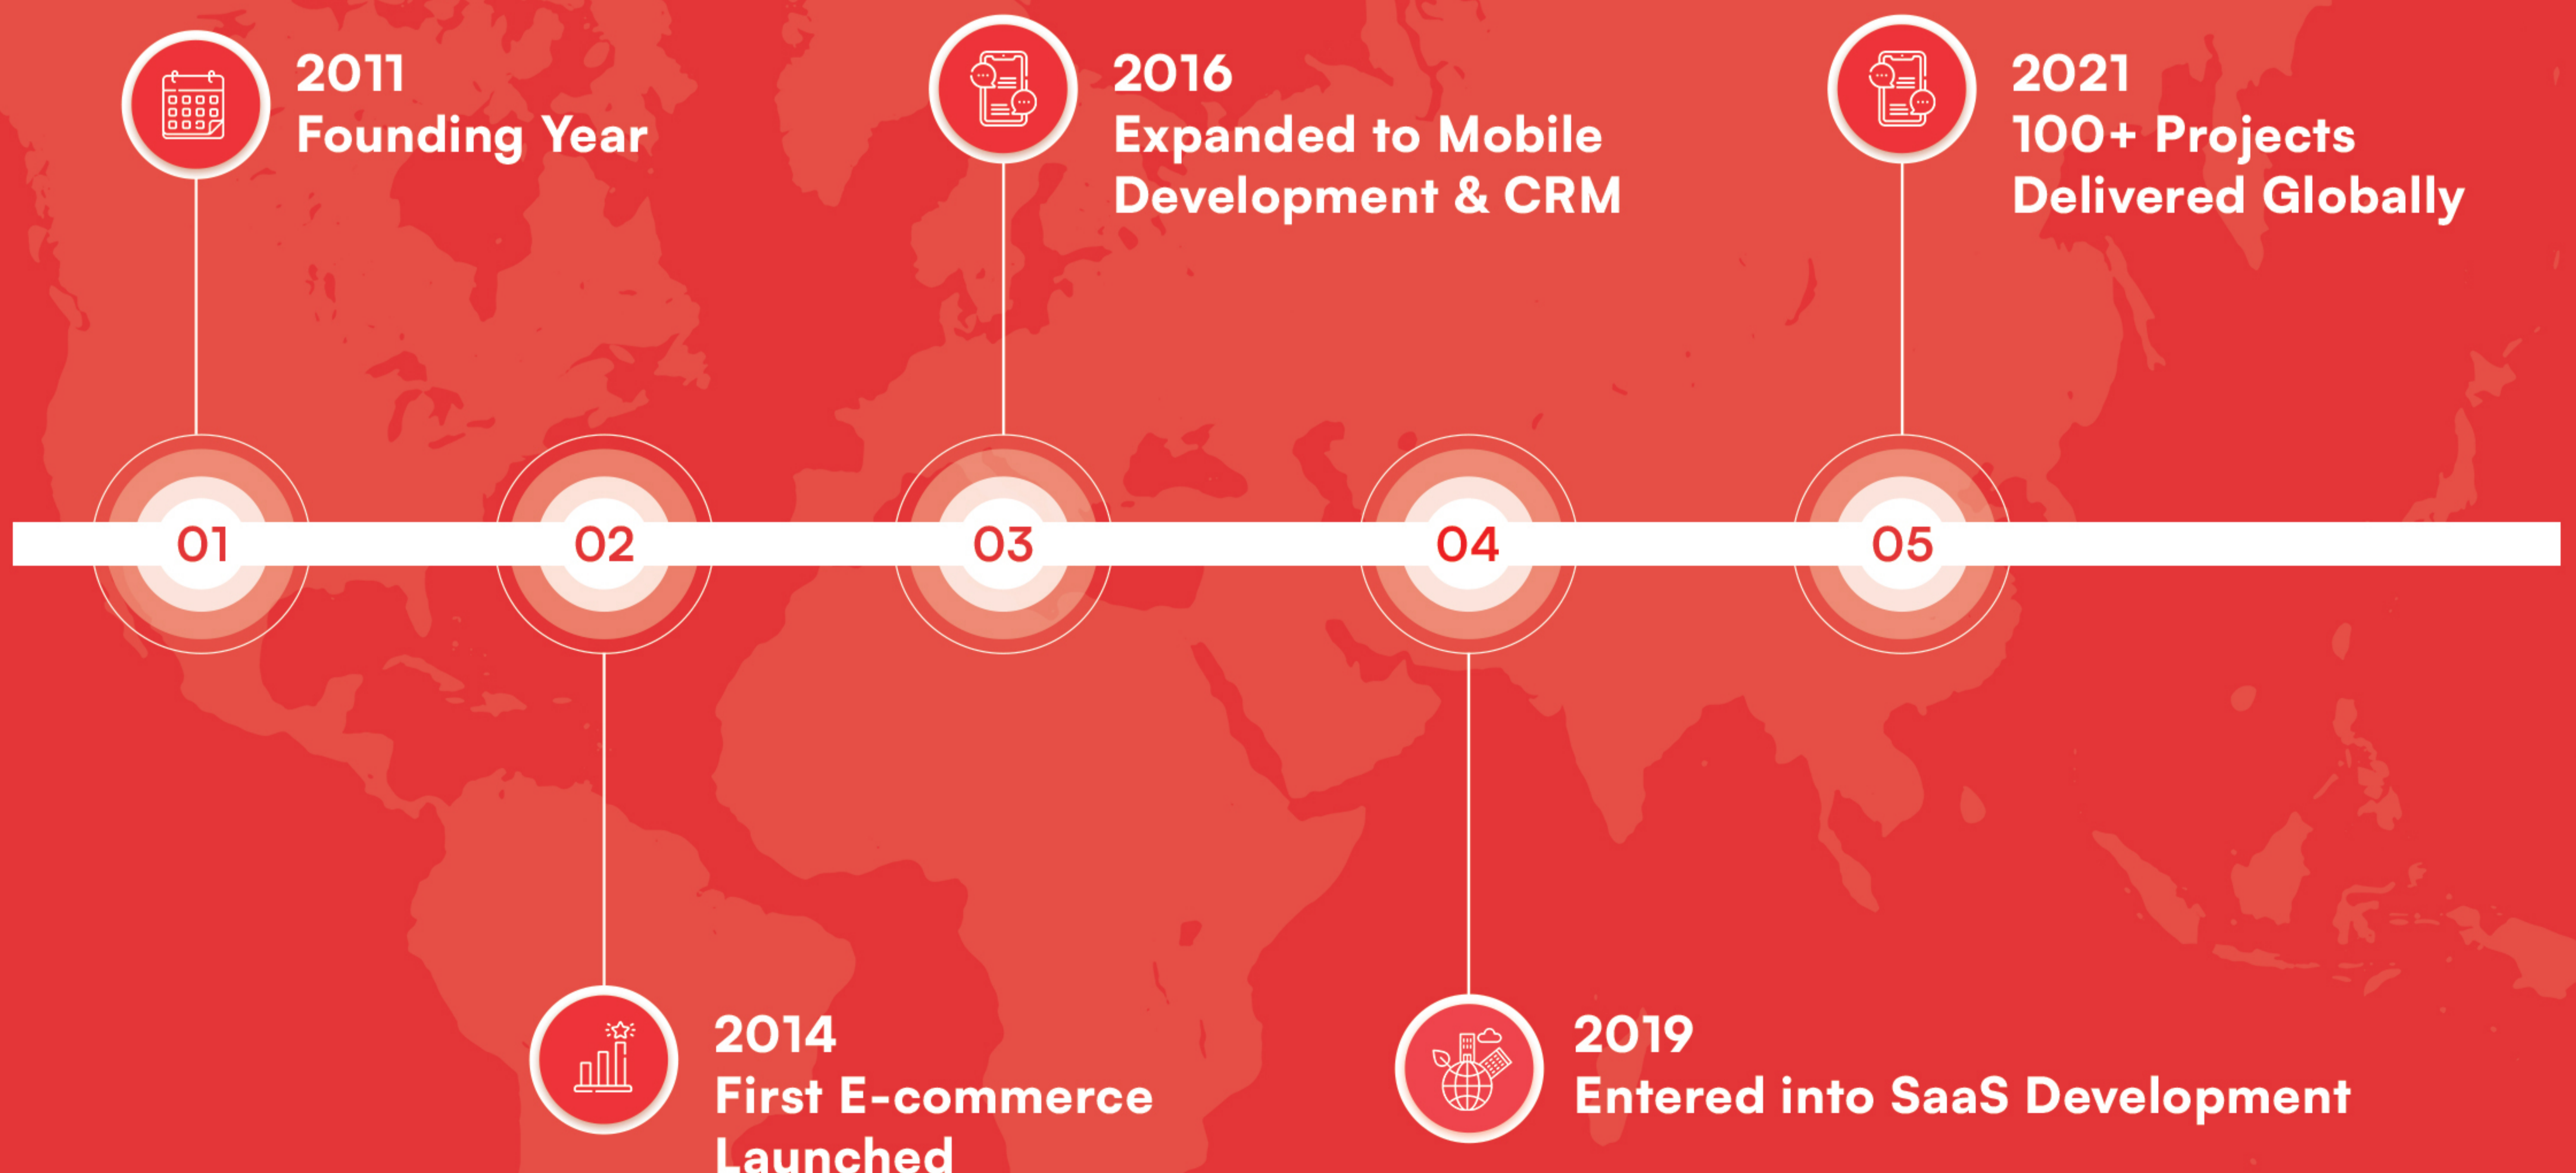 2011
Founding Year
2016
Expanded to Mobile
Development & CRM
2021
100+ Projects
Delivered Globally
01
02
03
04
05
2014
First E-commerce
Launched
2019
Entered into SaaS Development